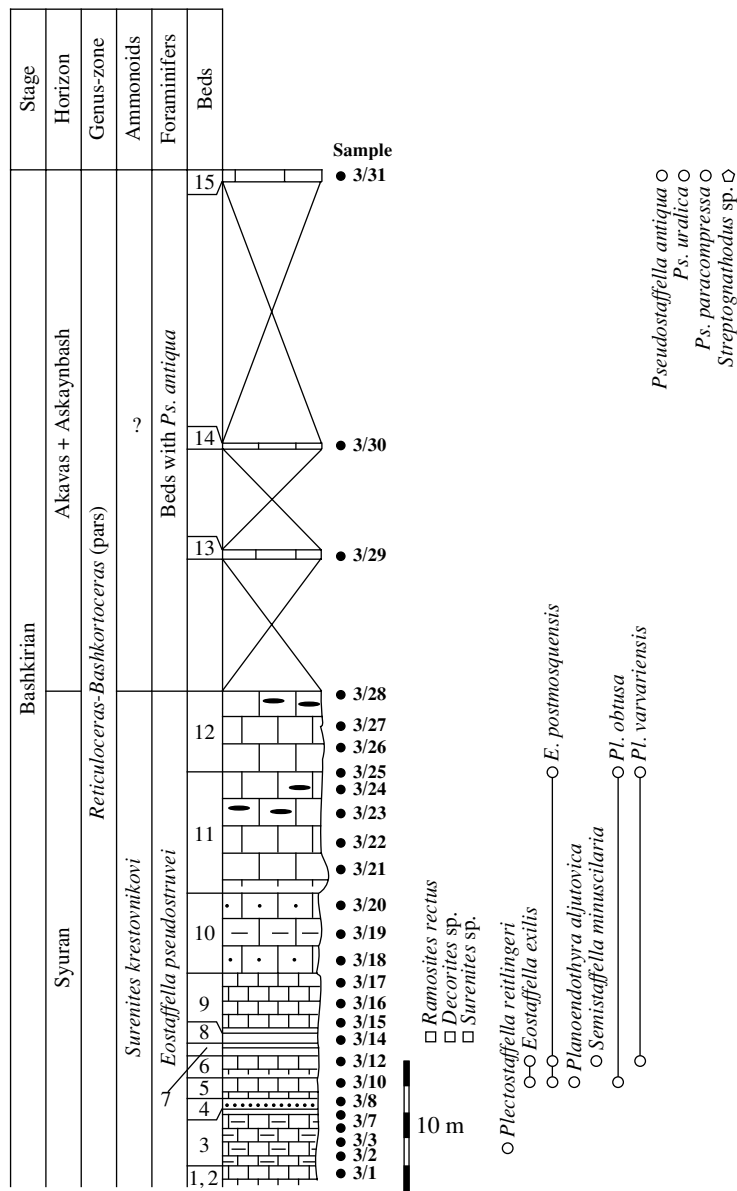 Stage
Horizon
Genus-zone
Ammonoids
Foraminifers
Beds
Sample
Bashkirian
Akavas + Askaynbash
Syuran
Reticuloceras-Bashkortoceras (pars)
?
Surenites krestovnikovi
Beds with Ps. antiqua
Eostaffella pseudostruvei
15
14
13
12
11
10
9
8
7
6
5
4
3
1, 2
3/31
3/30
3/29
3/28
3/27
3/26
3/25
3/24
3/23
3/22
3/21
3/20
3/19
3/18
3/17
3/16
3/15
3/14
3/12
3/10
3/8
3/7
3/3
3/2
3/1
10 m
Ramosites rectus
Decorites sp.
Surenites sp.
Plectostaffella reitlingeri
Eostaffella exilis
E. postmosquensis
Planoendothyra aljutovica
Semistaffella minuscilaria
Pl. obtusa
Pl. varvariensis
Pseudostaffella antiqua
Ps. uralica
Ps. paracompressa
Streptognathodus sp.